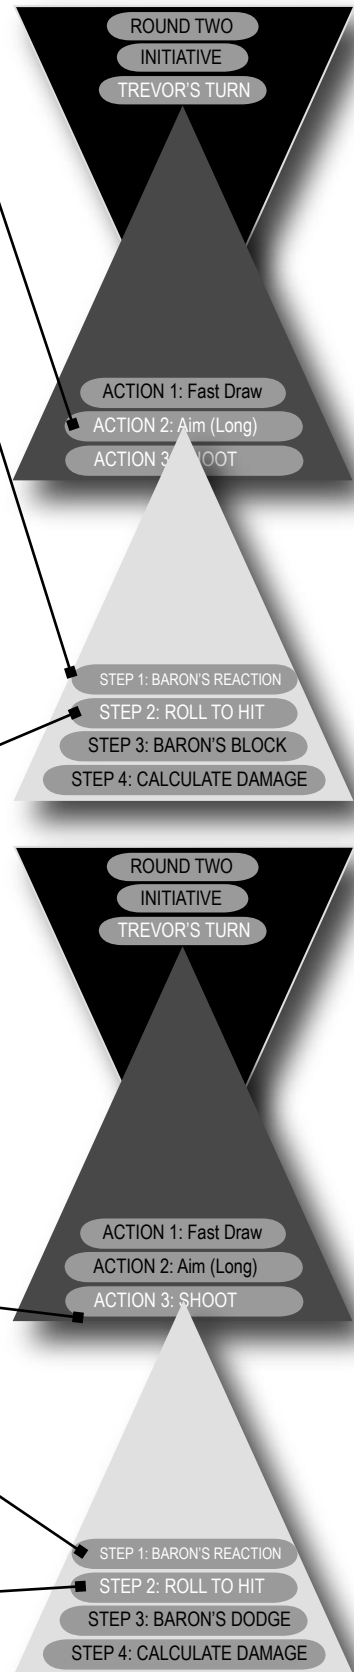 ROUND TWO
INITIATIVE
TREVOR'S TURN
ACTION 1: Fast Draw
ACTION 2: Aim (Long)
ACTION 3: SHOOT
STEP 1: BARON'S REACTION
STEP 2: ROLL TO HIT
STEP 3: BARON'S BLOCK
STEP 4: CALCULATE DAMAGE
ROUND TWO
INITIATIVE
TREVOR'S TURN
ACTION 1: Fast Draw
ACTION 2: Aim (Long)
ACTION 3: SHOOT
STEP 1: BARON'S REACTION
STEP 2: ROLL TO HIT
STEP 3: BARON'S DODGE
STEP 4: CALCULATE DAMAGE